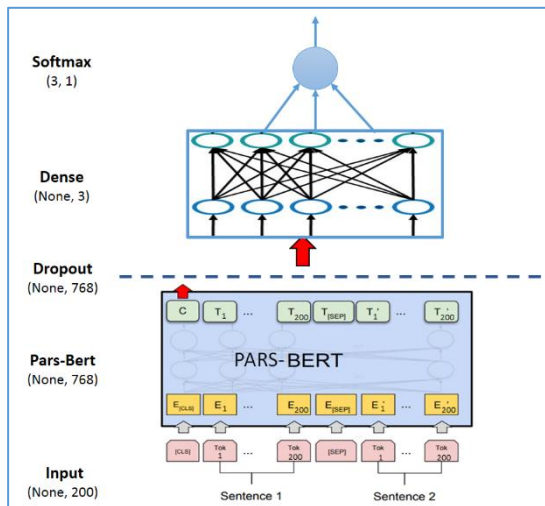 Softmax
(3, 1)
Dense
(None, 3)
Dropout
(None, 768)
C T1 ... T200 T[SEP] T1' ... T'200
Pars-Bert
(None, 768)
PARS-BERT
E[CLS] E1 ... E200 E[SEP] E1' ... E'200
Input
(None, 200)
[CLS] Tok 1 ... Tok 200 [SEP] Tok 1 ... Tok 200
Sentence 1 Sentence 2